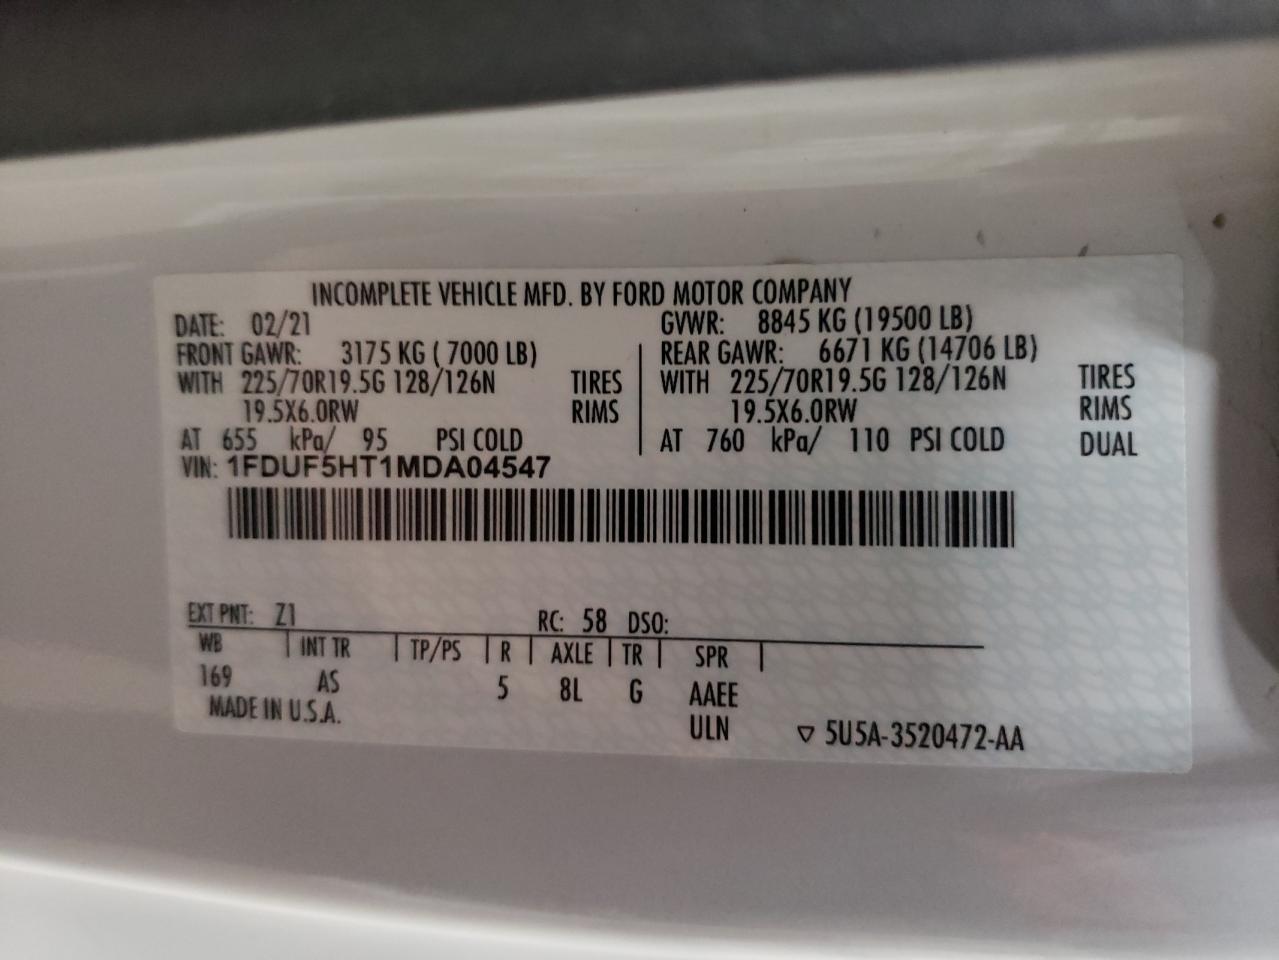 INCOMPLETE VEHICLE MFD. BY FORD MOTOR COMPANY
DATE: 02/21 GVWR: 8845 KG (19500 LB)
FRONT GAWR: 3175 KG ( 7000 LB) REAR GAWR: 6671 KG (14706 LB)
WITH 225/70R19.5G 128/126N TIRES WITH 225/70R19.5G 128/126N TIRES
19.5X6.0RW RIMS 19.5X6.0RW RIMS
AT 655 kPa/ 95 PSI COLD AT 760 kPa/ 110 PSI COLD DUAL
VIN: 1FDUF5HT1MDA04547
EXT PNT: Z1 RC: 58 DSO:
WB INT TR TP/PS R AXLE TR SPR
169 AS 5 8L G AAEE
MADE IN U.S.A. ULN ▽ 5U5A-3520472-AA